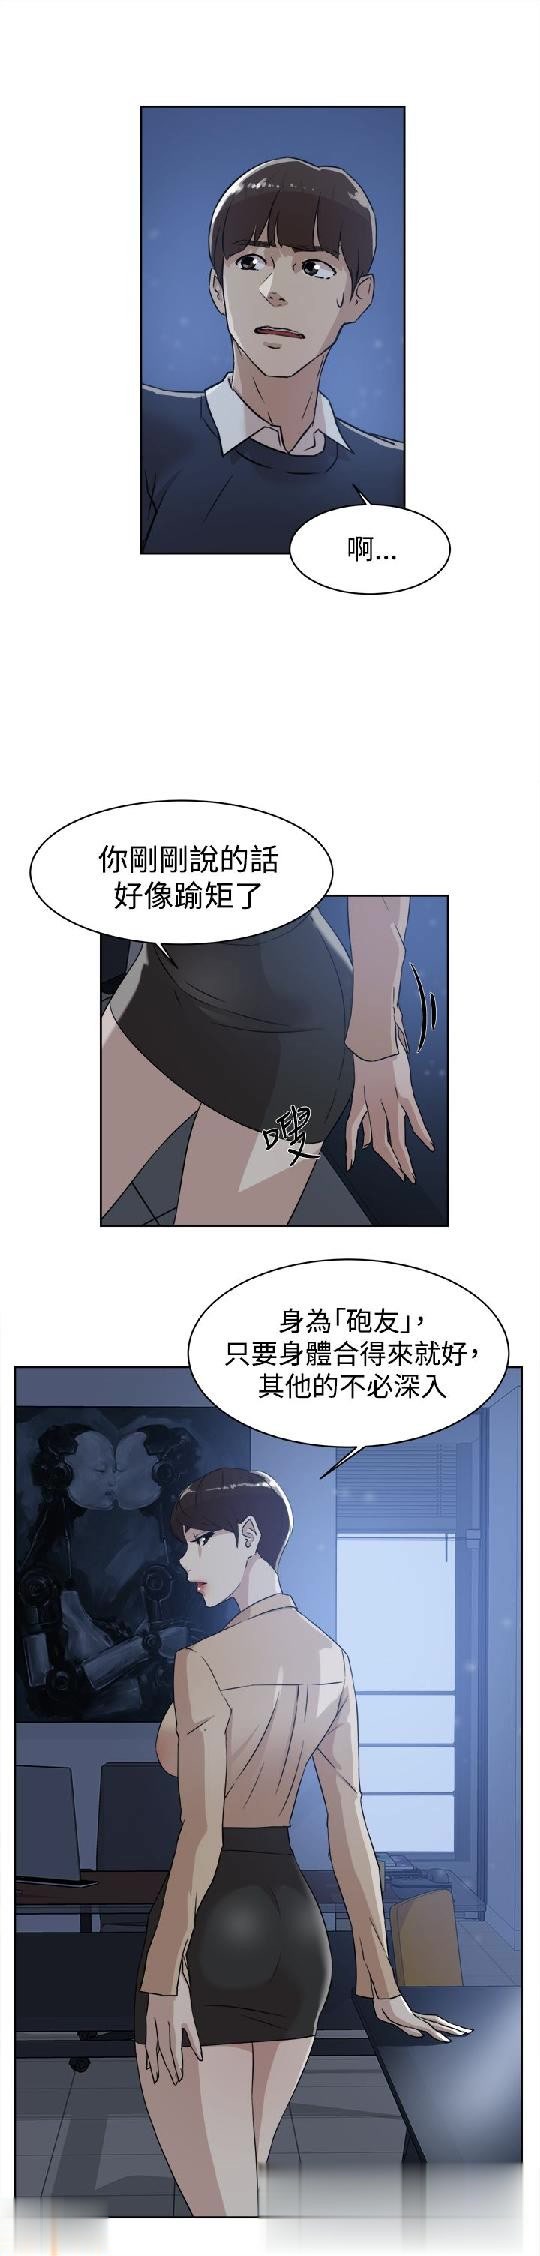 啊...
你剛剛說的話
好像踰矩了
嗖
身為「砲友」，
只要身體合得來就好，
其他的不必深入